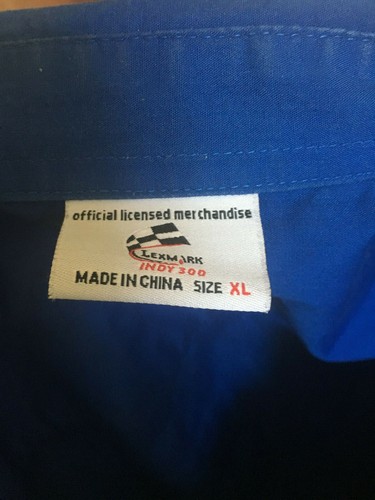 official licensed merchandise
LEXMARK
INDY 300
MADE IN CHINA SIZE XL